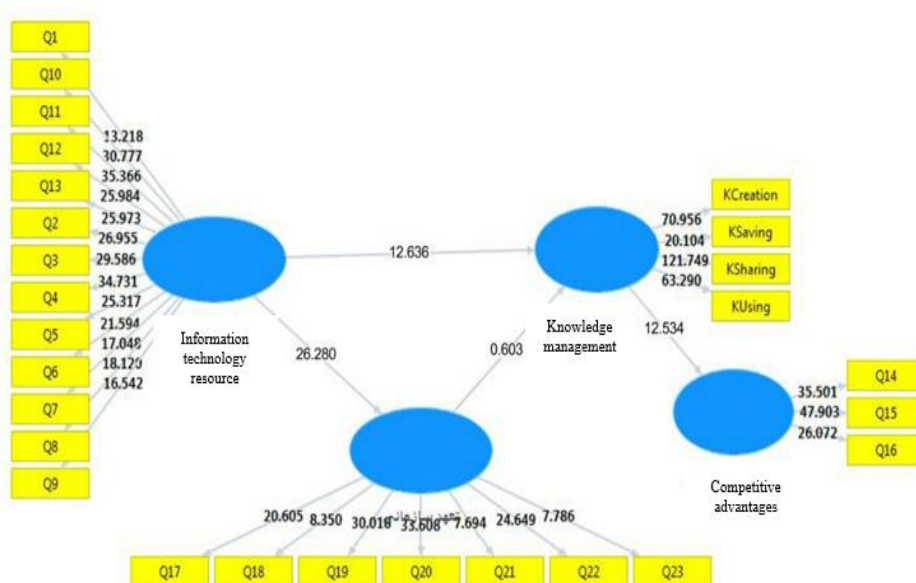 Q1
Q10
Q11
Q12
Q13
Q2
Q3
Q4
Q5
Q6
Q7
Q8
Q9
13.218
30.777
35.366
25.984
25.973
26.955
29.586
34.731
25.317
21.594
17.048
18.120
16.542
Information
technology
resource
12.636
26.280
0.603
Knowledge
management
70.956
20.104
121.749
63.290
KCreation
KSaving
KSharing
KUsing
12.534
35.501
47.903
26.072
Q14
Q15
Q16
Competitive
advantages
تعهد سازمانی
20.605
8.350
30.016
33.608
7.694
24.649
7.786
Q17
Q18
Q19
Q20
Q21
Q22
Q23